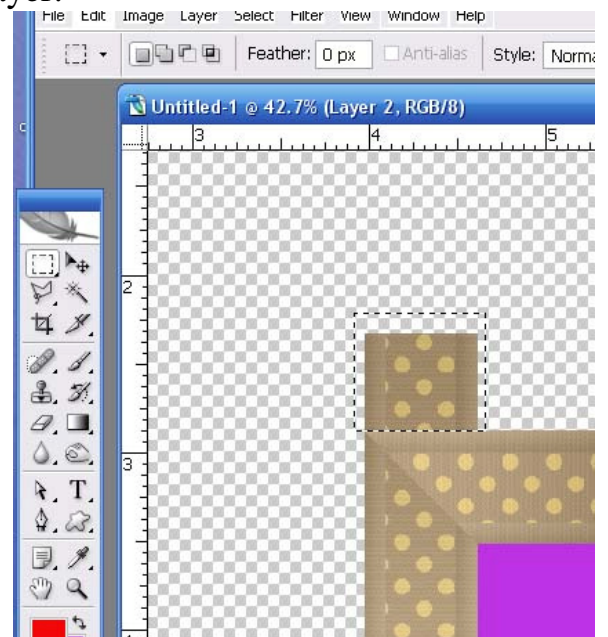 File Edit Image Layer Select Filter View Window Help
Feather: 0 px Anti-alias Style: Norma
Untitled-1 @ 42.7% (Layer 2, RGB/8)
3 4 5
2
3
T